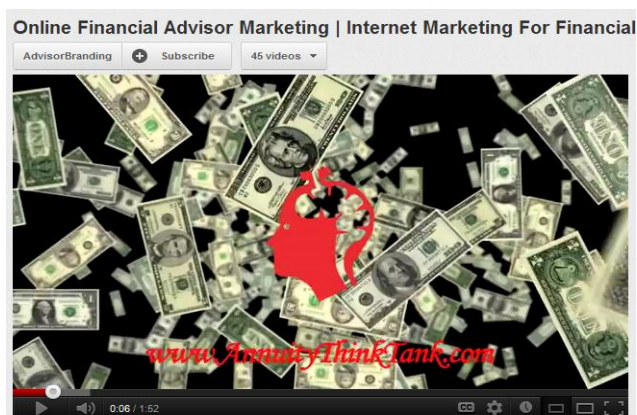 Online Financial Advisor Marketing | Internet Marketing For Financial
AdvisorBranding
Subscribe
45 videos
www.AnnuityThinkTank.com
0:06 / 1:52
CC